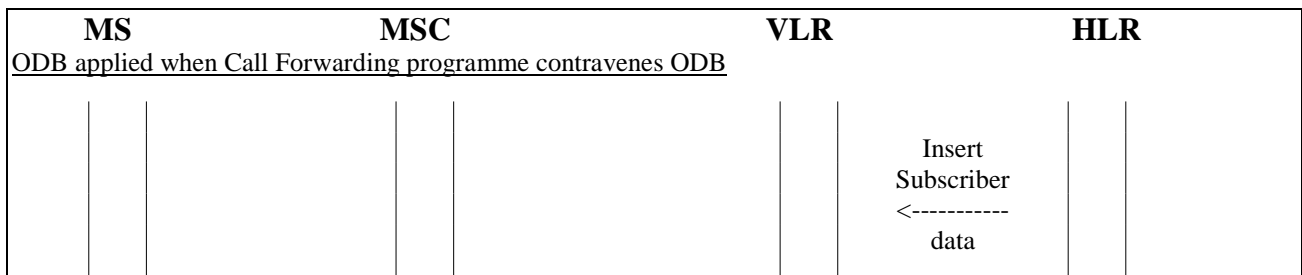 MS MSC VLR HLR
ODB applied when Call Forwarding programme contravenes ODB
Insert
Subscriber
<-----------
data